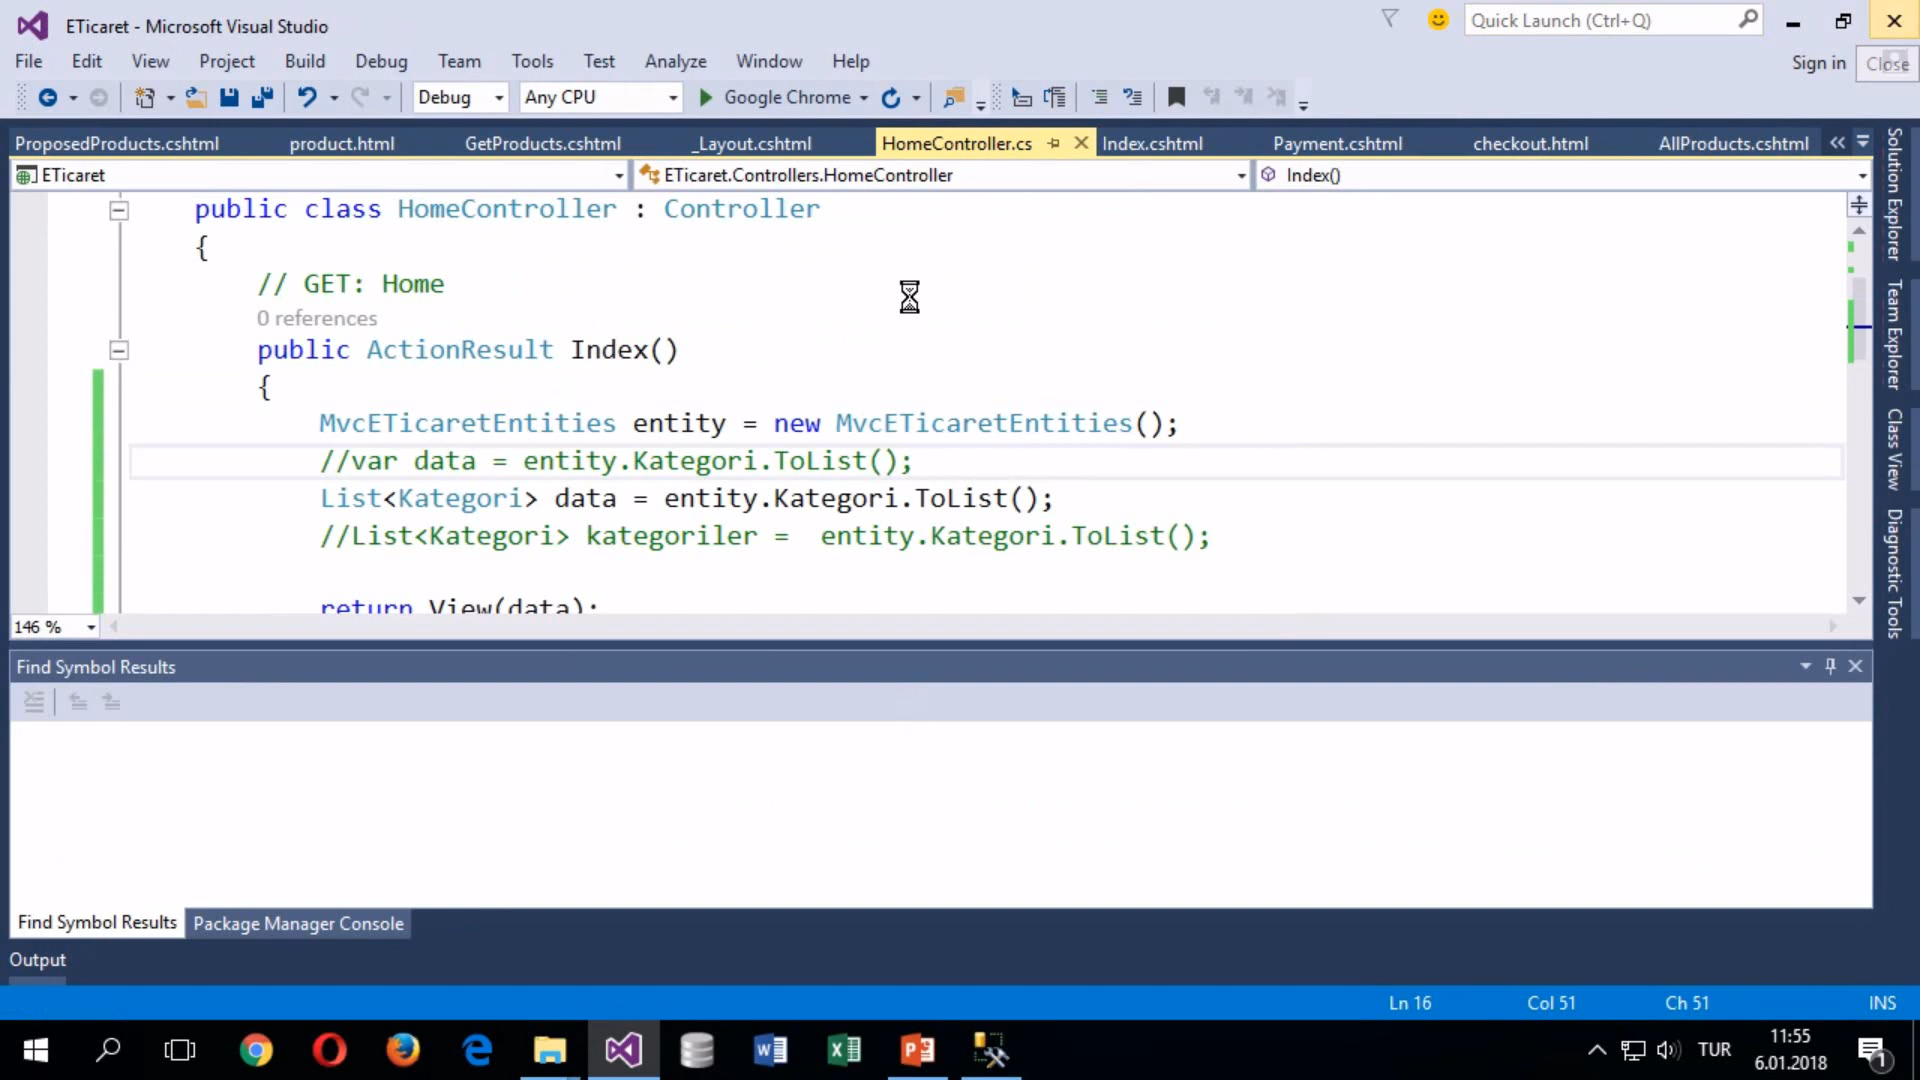 ETicaret - Microsoft Visual Studio
Quick Launch (Ctrl+Q)
File Edit View Project Build Debug Team Tools Test Analyze Window Help
Sign in
Close
Debug Any CPU Google Chrome
ProposedProducts.cshtml product.html GetProducts.cshtml _Layout.cshtml HomeController.cs Index.cshtml Payment.cshtml checkout.html AllProducts.cshtml
ETicaret ETicaret.Controllers.HomeController Index()
public class HomeController : Controller
{
// GET: Home
0 references
public ActionResult Index()
{
MvcETicaretEntities entity = new MvcETicaretEntities();
//var data = entity.Kategori.ToList();
List<Kategori> data = entity.Kategori.ToList();
//List<Kategori> kategoriler =  entity.Kategori.ToList();
return View(data);
146 %
Solution Explorer
Team Explorer
Class View
Diagnostic Tools
Find Symbol Results
Find Symbol Results Package Manager Console
Output
Ln 16 Col 51 Ch 51 INS
TUR
11:55
6.01.2018
1